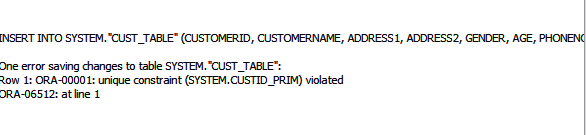 INSERT INTO SYSTEM."CUST_TABLE" (CUSTOMERID, CUSTOMERNAME, ADDRESS1, ADDRESS2, GENDER, AGE, PHONENO
One error saving changes to table SYSTEM."CUST_TABLE":
Row 1: ORA-00001: unique constraint (SYSTEM.CUSTID_PRIM) violated
ORA-06512: at line 1